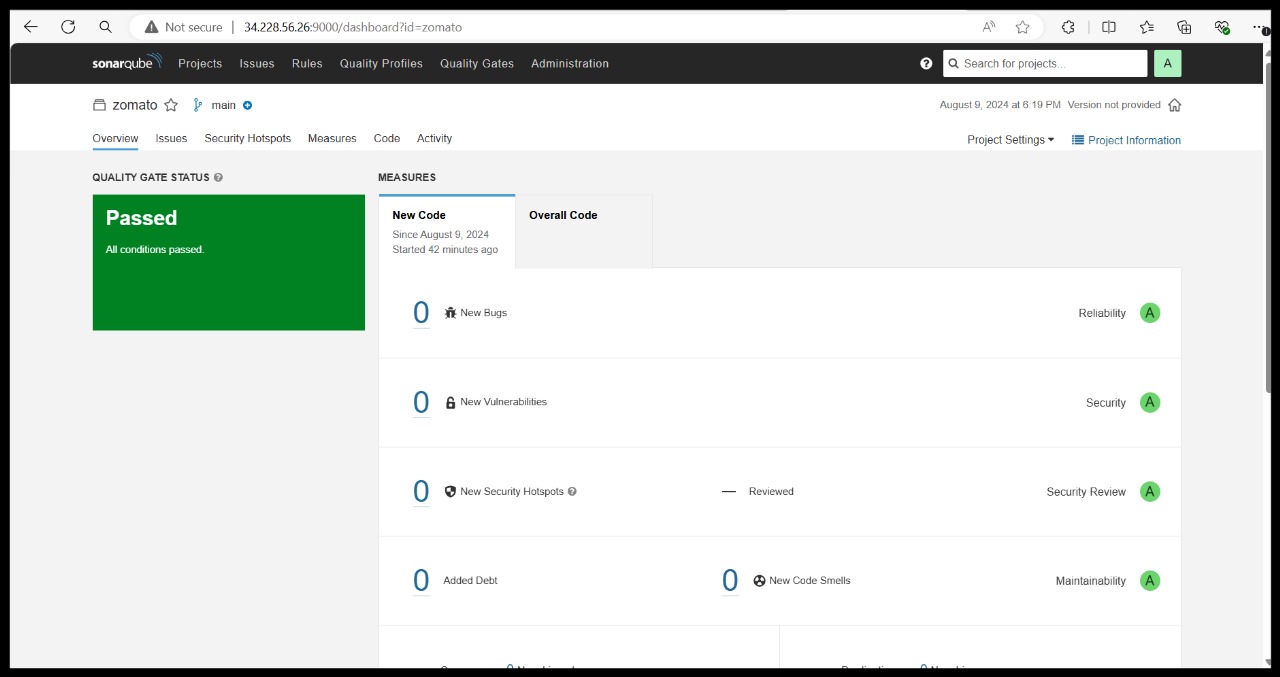 Not secure | 34.228.56.26:9000/dashboard?id=zomato
sonarqube Projects Issues Rules Quality Profiles Quality Gates Administration ? Search for projects... A
zomato main August 9, 2024 at 6:19 PM Version not provided
Overview Issues Security Hotspots Measures Code Activity Project Settings Project Information
QUALITY GATE STATUS ?
Passed
All conditions passed.
MEASURES
New Code
Since August 9, 2024
Started 42 minutes ago
Overall Code
0 New Bugs Reliability A
0 New Vulnerabilities Security A
0 New Security Hotspots ? — Reviewed Security Review A
0 Added Debt 0 New Code Smells Maintainability A